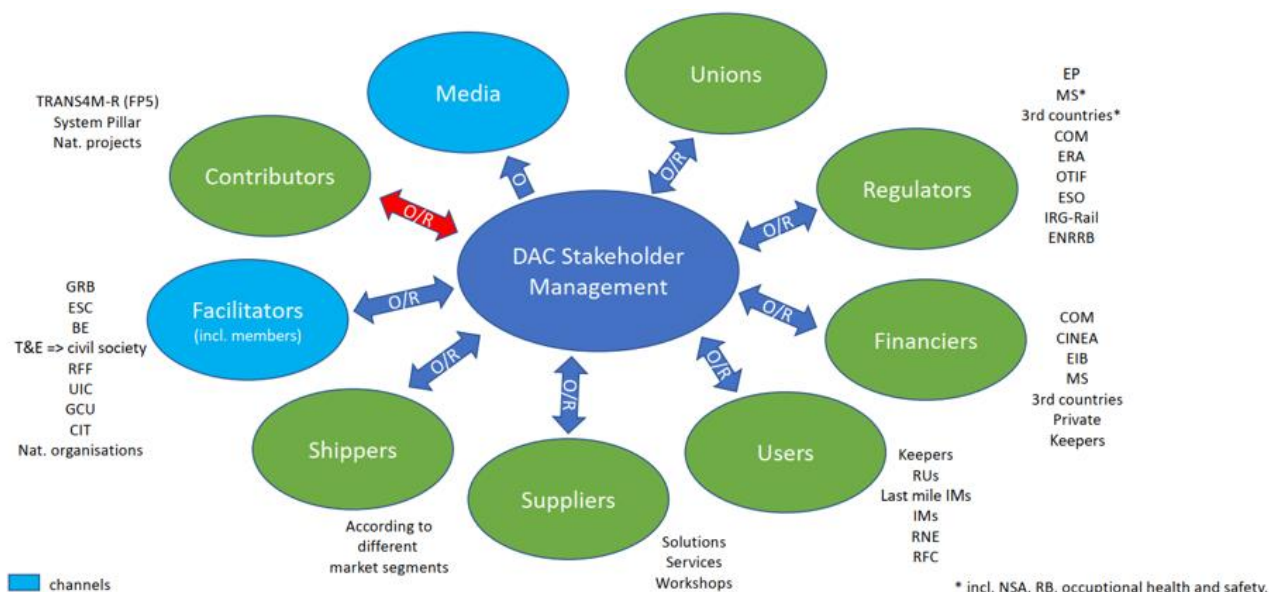 Media
Unions
TRANS4M-R (FP5)
System Pillar
Nat. projects
Contributors
EP
MS*
3rd countries*
COM
ERA
OTIF
ESO
IRG-Rail
ENRRB
Regulators
O
O/R
O/R
O/R
DAC Stakeholder
Management
GRB
ESC
BE
T&E => civil society
RFF
UIC
GCU
CIT
Nat. organisations
Facilitators
(incl. members)
O/R
O/R
Financiers
COM
CINEA
EIB
MS
3rd countries
Private
Keepers
O/R
O/R
O/R
Shippers
According to
different
market segments
Suppliers
Solutions
Services
Workshops
Users
Keepers
RUs
Last mile IMs
IMs
RNE
RFC
channels
* incl. NSA, RB, occuptional health and safety.